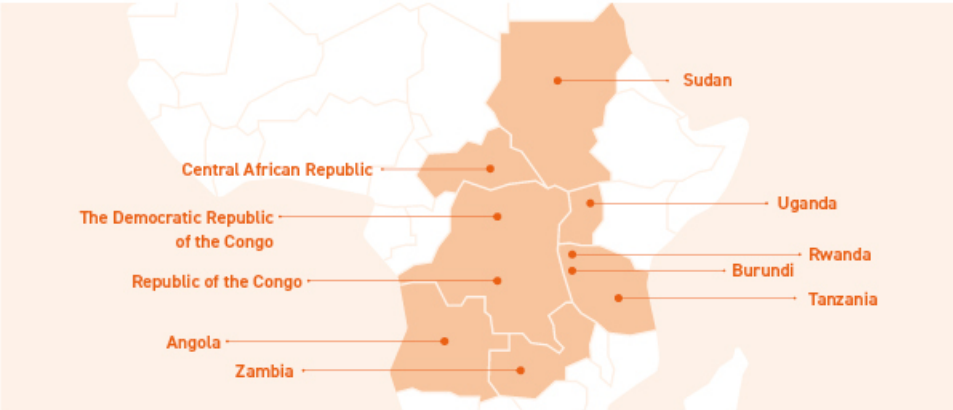 Sudan
Central African Republic
Uganda
The Democratic Republic
of the Congo
Rwanda
Burundi
Republic of the Congo
Tanzania
Angola
Zambia